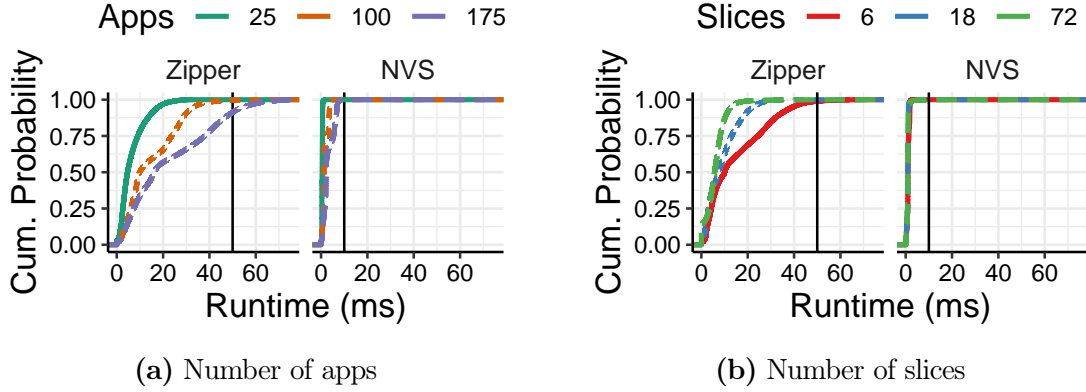 Apps 25 100 175
Zipper NVS
Cum. Probability
1.00
0.75
0.50
0.25
0.00
0 20 40 60 0 20 40 60
Runtime (ms)
(a) Number of apps
Slices 6 18 72
Zipper NVS
Cum. Probability
1.00
0.75
0.50
0.25
0.00
0 20 40 60 0 20 40 60
Runtime (ms)
(b) Number of slices